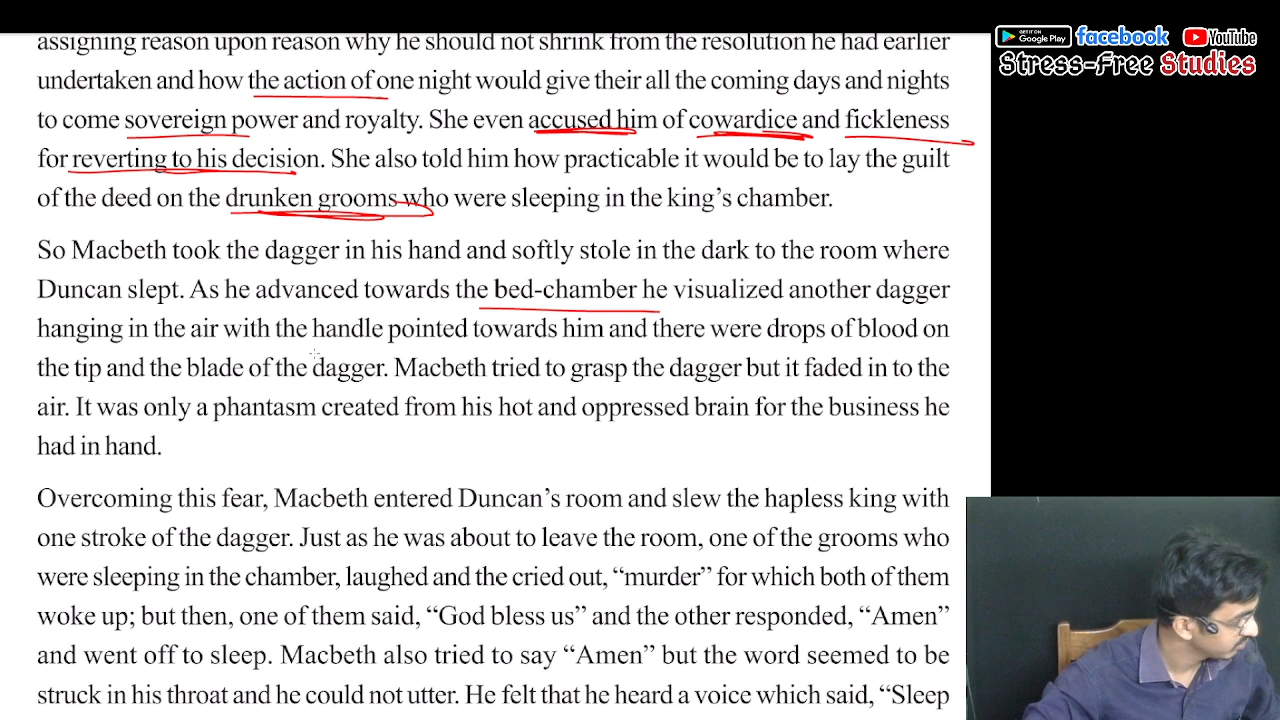 assigning reason upon reason why he should not shrink from the resolution he had earlier
undertaken and how the action of one night would give their all the coming days and nights
to come sovereign power and royalty. She even accused him of cowardice and fickleness
for reverting to his decision. She also told him how practicable it would be to lay the guilt
of the deed on the drunken grooms who were sleeping in the king’s chamber.
So Macbeth took the dagger in his hand and softly stole in the dark to the room where
Duncan slept. As he advanced towards the bed-chamber he visualized another dagger
hanging in the air with the handle pointed towards him and there were drops of blood on
the tip and the blade of the dagger. Macbeth tried to grasp the dagger but it faded in to the
air. It was only a phantasm created from his hot and oppressed brain for the business he
had in hand.
Overcoming this fear, Macbeth entered Duncan’s room and slew the hapless king with
one stroke of the dagger. Just as he was about to leave the room, one of the grooms who
were sleeping in the chamber, laughed and the cried out, “murder” for which both of them
woke up; but then, one of them said, “God bless us” and the other responded, “Amen”
and went off to sleep. Macbeth also tried to say “Amen” but the word seemed to be
struck in his throat and he could not utter. He felt that he heard a voice which said, “Sleep
GET IT ON
Google Play
facebook
YouTube
Stress-Free Studies